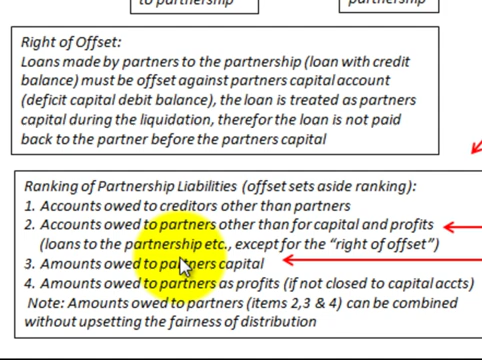 to partnership
partnership
Right of Offset:
Loans made by partners to the partnership (loan with credit
balance) must be offset against partners capital account
(deficit capital debit balance), the loan is treated as partners
capital during the liquidation, therefor the loan is not paid
back to the partner before the partners capital
Ranking of Partnership Liabilities (offset sets aside ranking):
1. Accounts owed to creditors other than partners
2. Accounts owed to partners other than for capital and profits
(loans to the partnership etc., except for the “right of offset”)
3. Amounts owed to partners capital
4. Amounts owed to partners as profits (if not closed to capital accts)
Note: Amounts owed to partners (items 2,3 & 4) can be combined
without upsetting the fairness of distribution